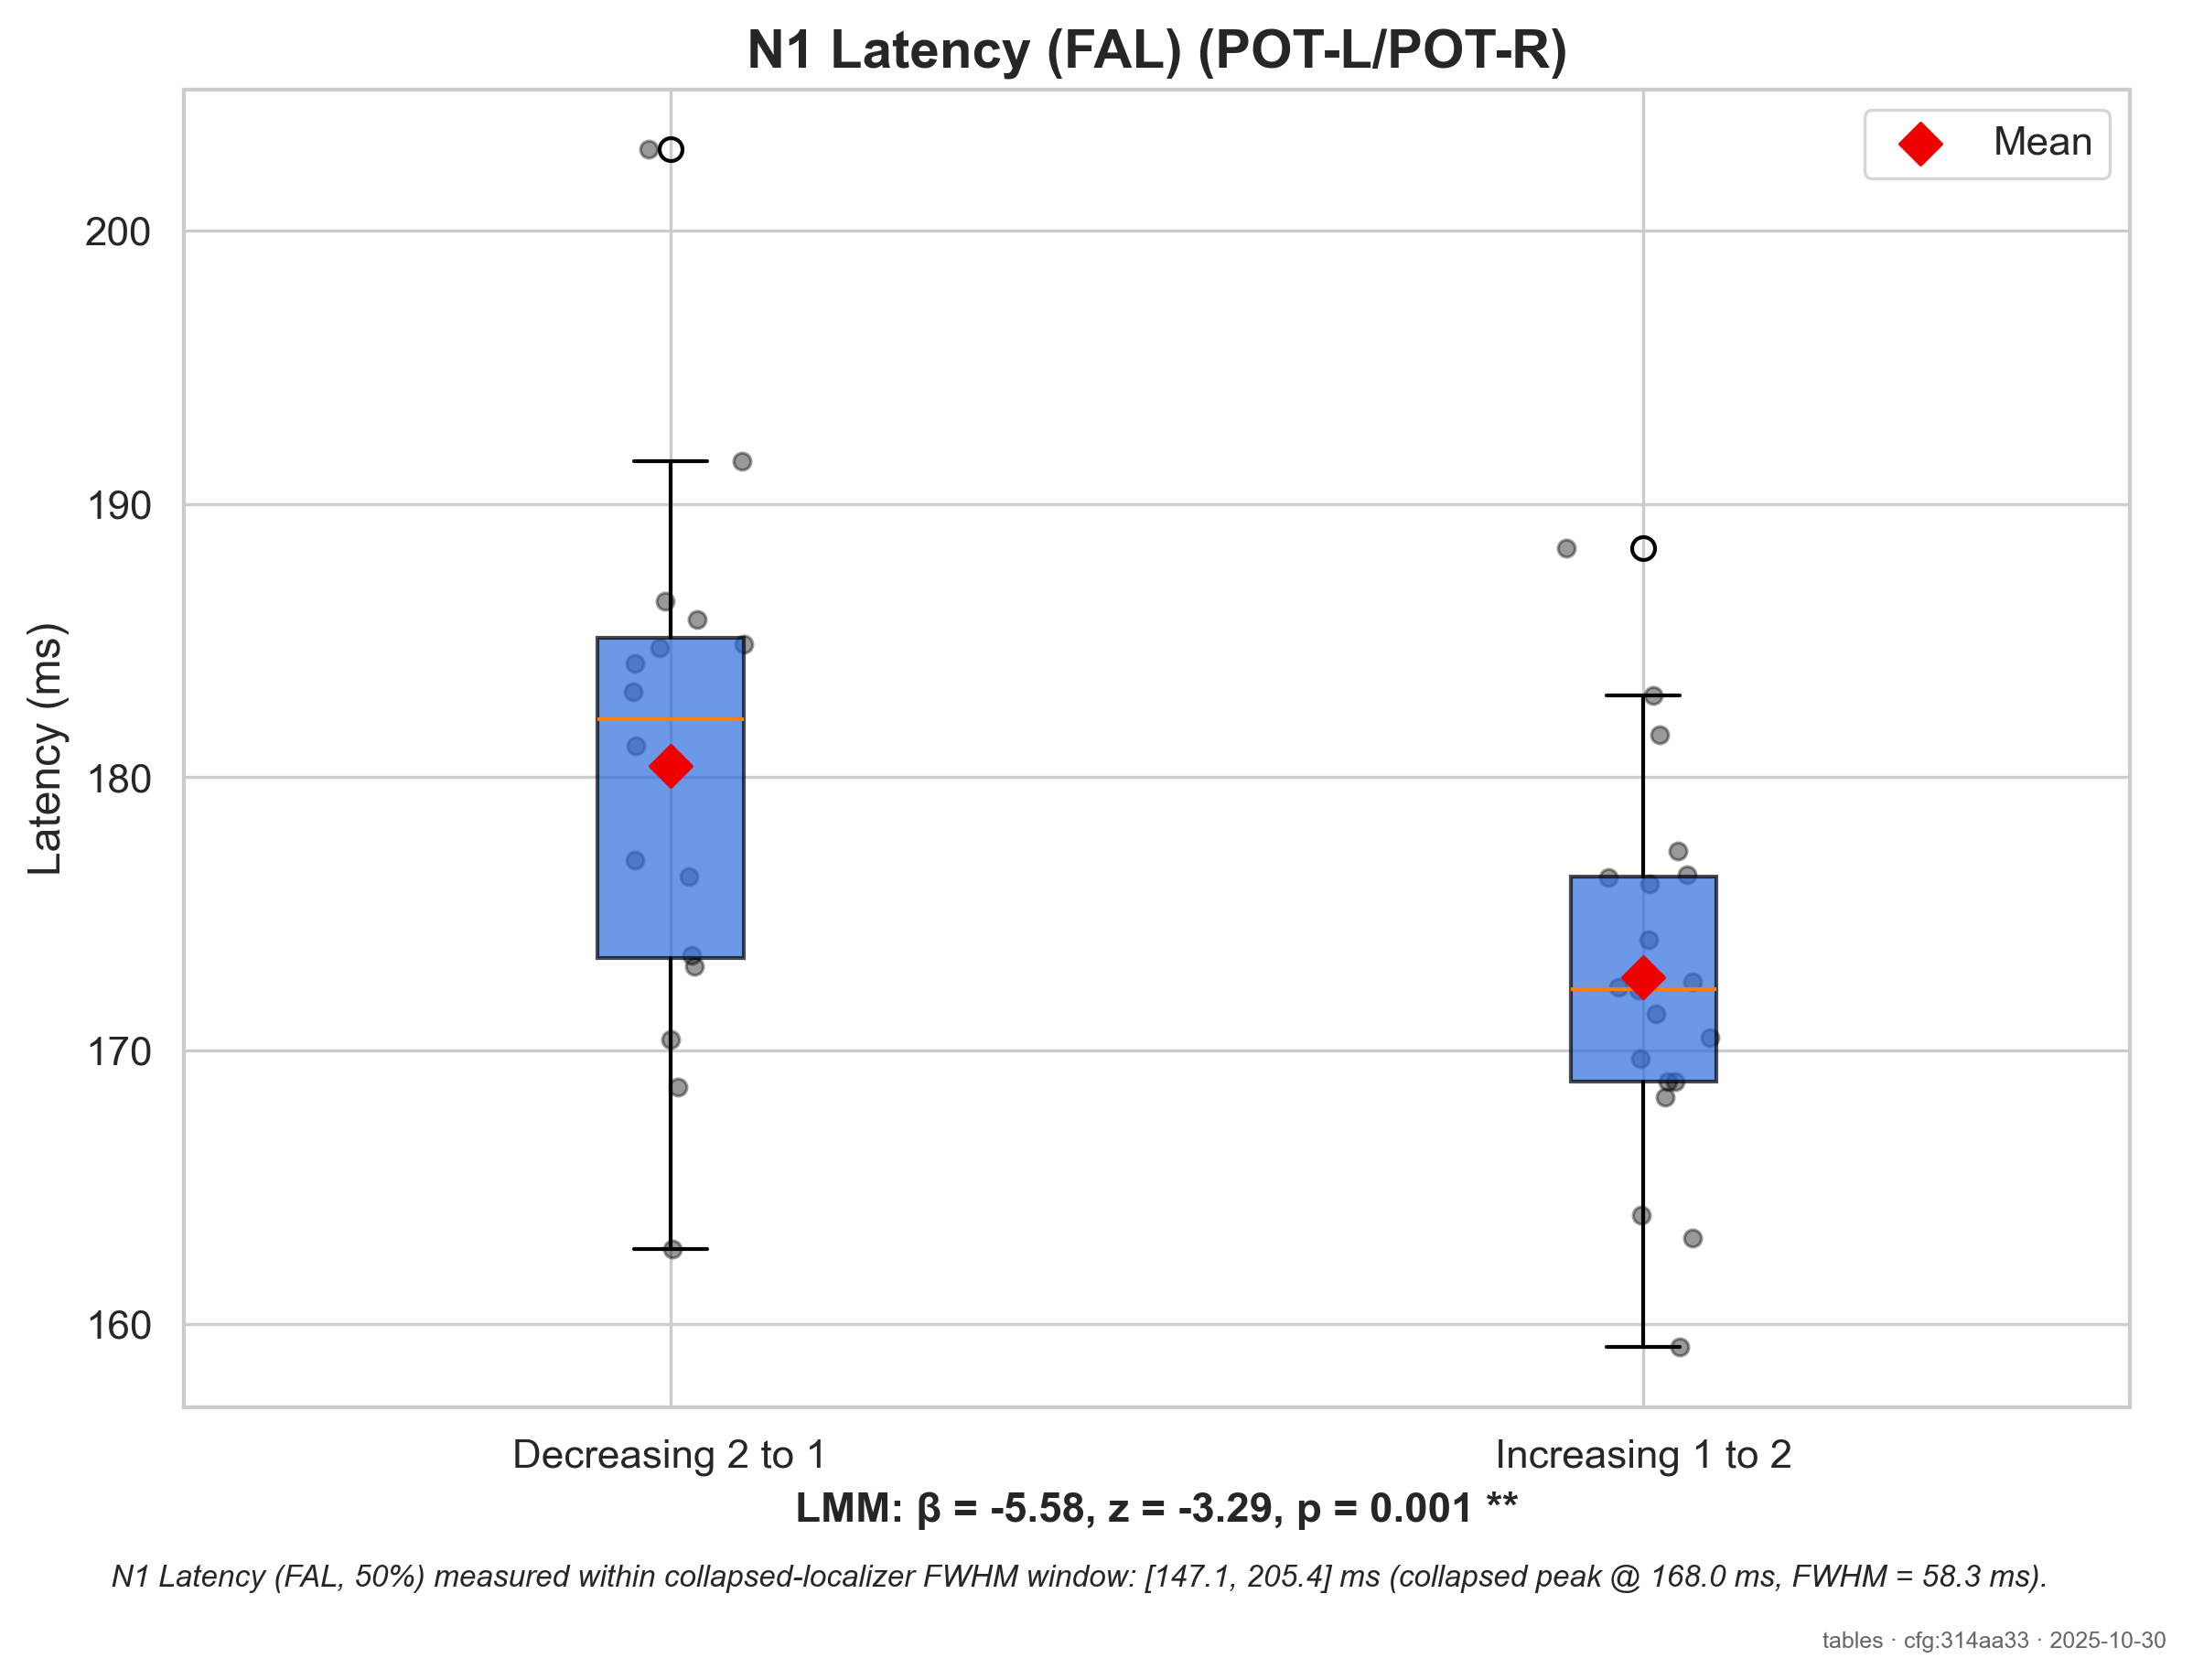 N1 Latency (FAL) (POT-L/POT-R)
Mean
200
190
180
170
160
Latency (ms)
Decreasing 2 to 1
Increasing 1 to 2
LMM: β = -5.58, z = -3.29, p = 0.001 **
N1 Latency (FAL, 50%) measured within collapsed-localizer FWHM window: [147.1, 205.4] ms (collapsed peak @ 168.0 ms, FWHM = 58.3 ms).
tables · cfg:314aa33 · 2025-10-30